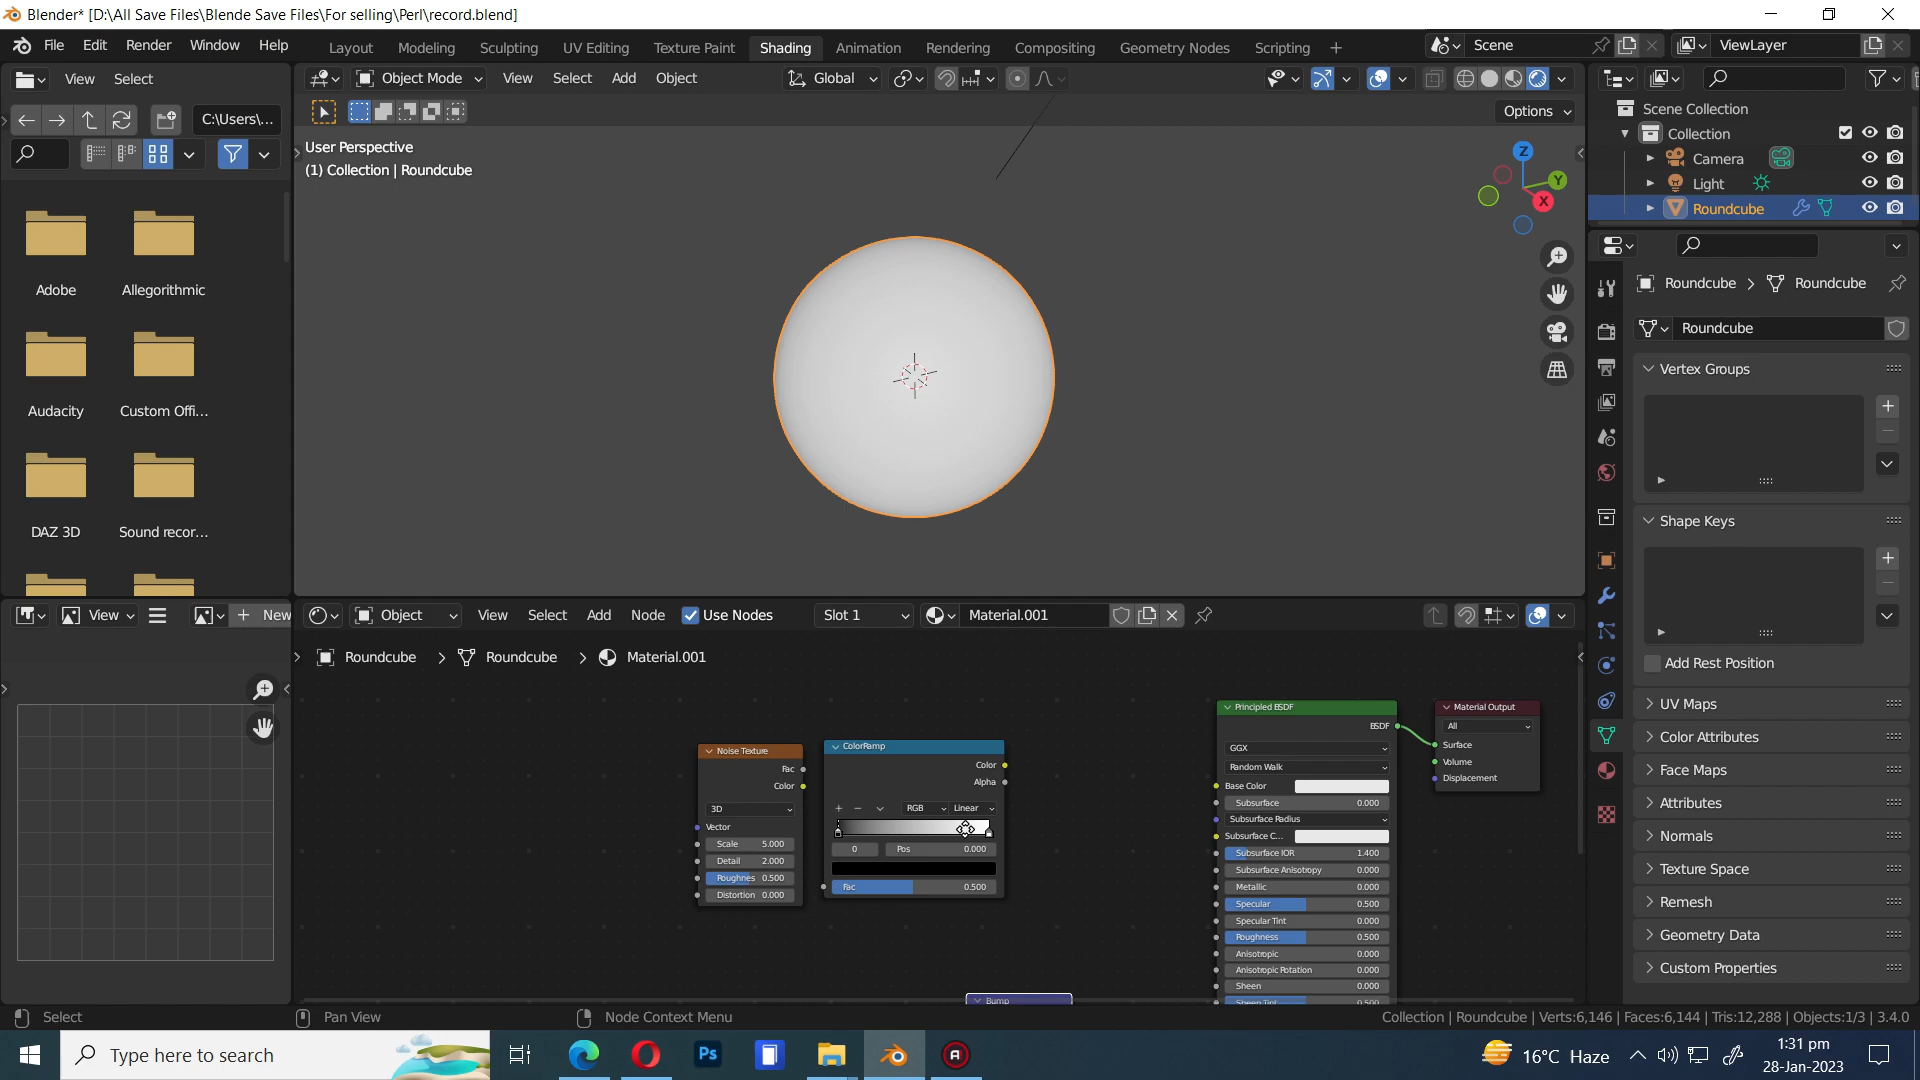 Blender* [D:\All Save Files\Blende Save Files\For selling\Perl\record.blend]
File Edit Render Window Help
Layout Modeling Sculpting UV Editing Texture Paint Shading Animation Rendering Compositing Geometry Nodes Scripting
Scene
ViewLayer
View Select
C:\Users\...
Adobe
Allegorithmic
Audacity
Custom Offi...
DAZ 3D
Sound recor...
Object Mode View Select Add Object
Global
Options
User Perspective
(1) Collection | Roundcube
Z
Y
X
Scene Collection
Collection
Camera
Light
Roundcube
Roundcube Roundcube
Roundcube
Vertex Groups
Shape Keys
Add Rest Position
UV Maps
Color Attributes
Face Maps
Attributes
Normals
Texture Space
Remesh
Geometry Data
Custom Properties
View
New
Object View Select Add Node Use Nodes Slot 1 Material.001
Roundcube Roundcube Material.001
Noise Texture
Fac
Color
3D
Vector
Scale 5.000
Detail 2.000
Roughnes 0.500
Distortion 0.000
ColorRamp
Color
Alpha
RGB Linear
0 Pos 0.000
Fac 0.500
Bump
Principled BSDF
BSDF
GGX
Random Walk
Base Color
Subsurface 0.000
Subsurface Radius
Subsurface C...
Subsurface IOR 1.400
Subsurface Anisotropy 0.000
Metallic 0.000
Specular 0.500
Specular Tint 0.000
Roughness 0.500
Anisotropic 0.000
Anisotropic Rotation 0.000
Sheen 0.000
Sheen Tint 0.500
Material Output
All
Surface
Volume
Displacement
Select
Pan View
Node Context Menu
Collection | Roundcube | Verts:6,146 | Faces:6,144 | Tris:12,288 | Objects:1/3 | 3.4.0
Type here to search
Ps
16°C Haze
1:31 pm
28-Jan-2023